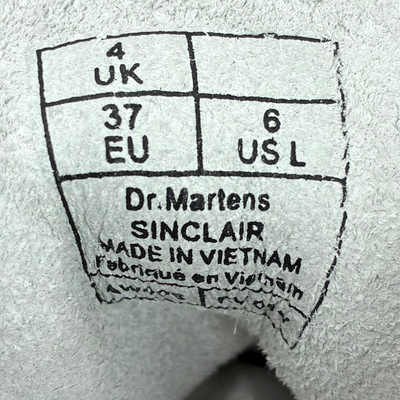 4
UK
37
EU
6
US L
Dr.Martens
SINCLAIR
MADE IN VIETNAM
Fabriqué en Vietnam